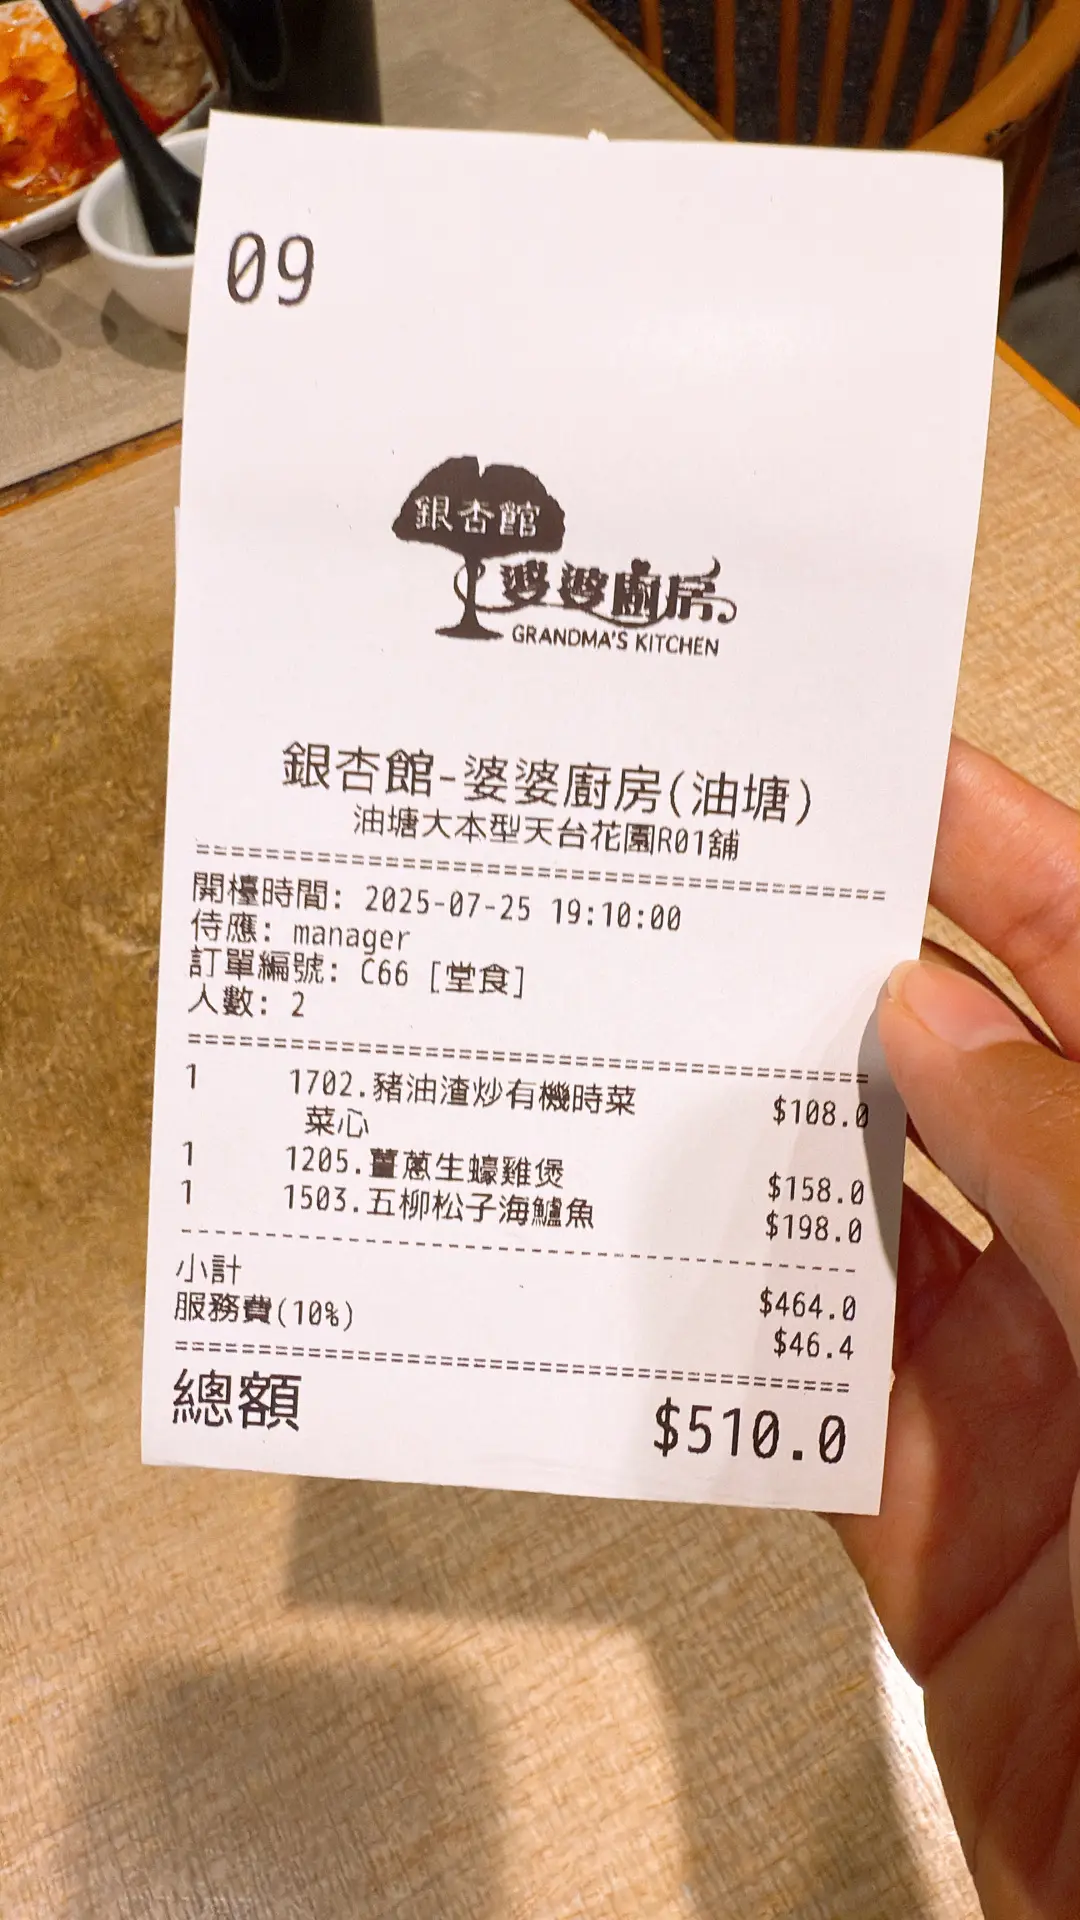 09
銀杏館
婆婆廚房
GRANDMA'S KITCHEN
銀杏館-婆婆廚房(油塘)
油塘大本型天台花園R01舖
==========================================
開檯時間: 2025-07-25 19:10:00
侍應: manager
訂單編號: C66 [堂食]
人數: 2
==========================================
1 1702.豬油渣炒有機時菜 $108.0
菜心
1 1205.薑蔥生蠔雞煲 $158.0
1 1503.五柳松子海鱸魚 $198.0
------------------------------------------
小計 $464.0
服務費(10%) $46.4
==========================================
總額 $510.0